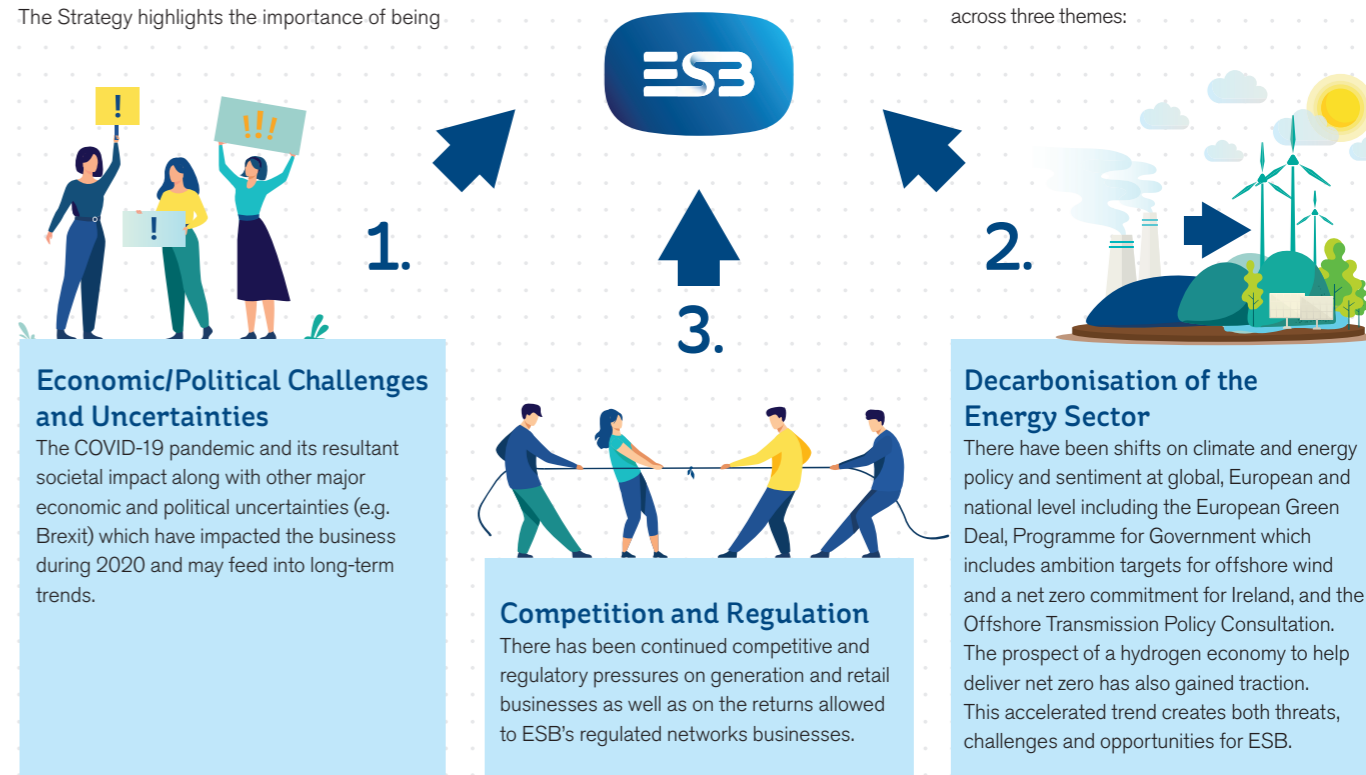 The Strategy highlights the importance of being
across three themes:
ESB
!
!!!
!
1.
2.
3.
Economic/Political Challenges
and Uncertainties
The COVID-19 pandemic and its resultant
societal impact along with other major
economic and political uncertainties (e.g.
Brexit) which have impacted the business
during 2020 and may feed into long-term
trends.
Competition and Regulation
There has been continued competitive and
regulatory pressures on generation and retail
businesses as well as on the returns allowed
to ESB's regulated networks businesses.
Decarbonisation of the
Energy Sector
There have been shifts on climate and energy
policy and sentiment at global, European and
national level including the European Green
Deal, Programme for Government which
includes ambition targets for offshore wind
and a net zero commitment for Ireland, and the
Offshore Transmission Policy Consultation.
The prospect of a hydrogen economy to help
deliver net zero has also gained traction.
This accelerated trend creates both threats,
challenges and opportunities for ESB.